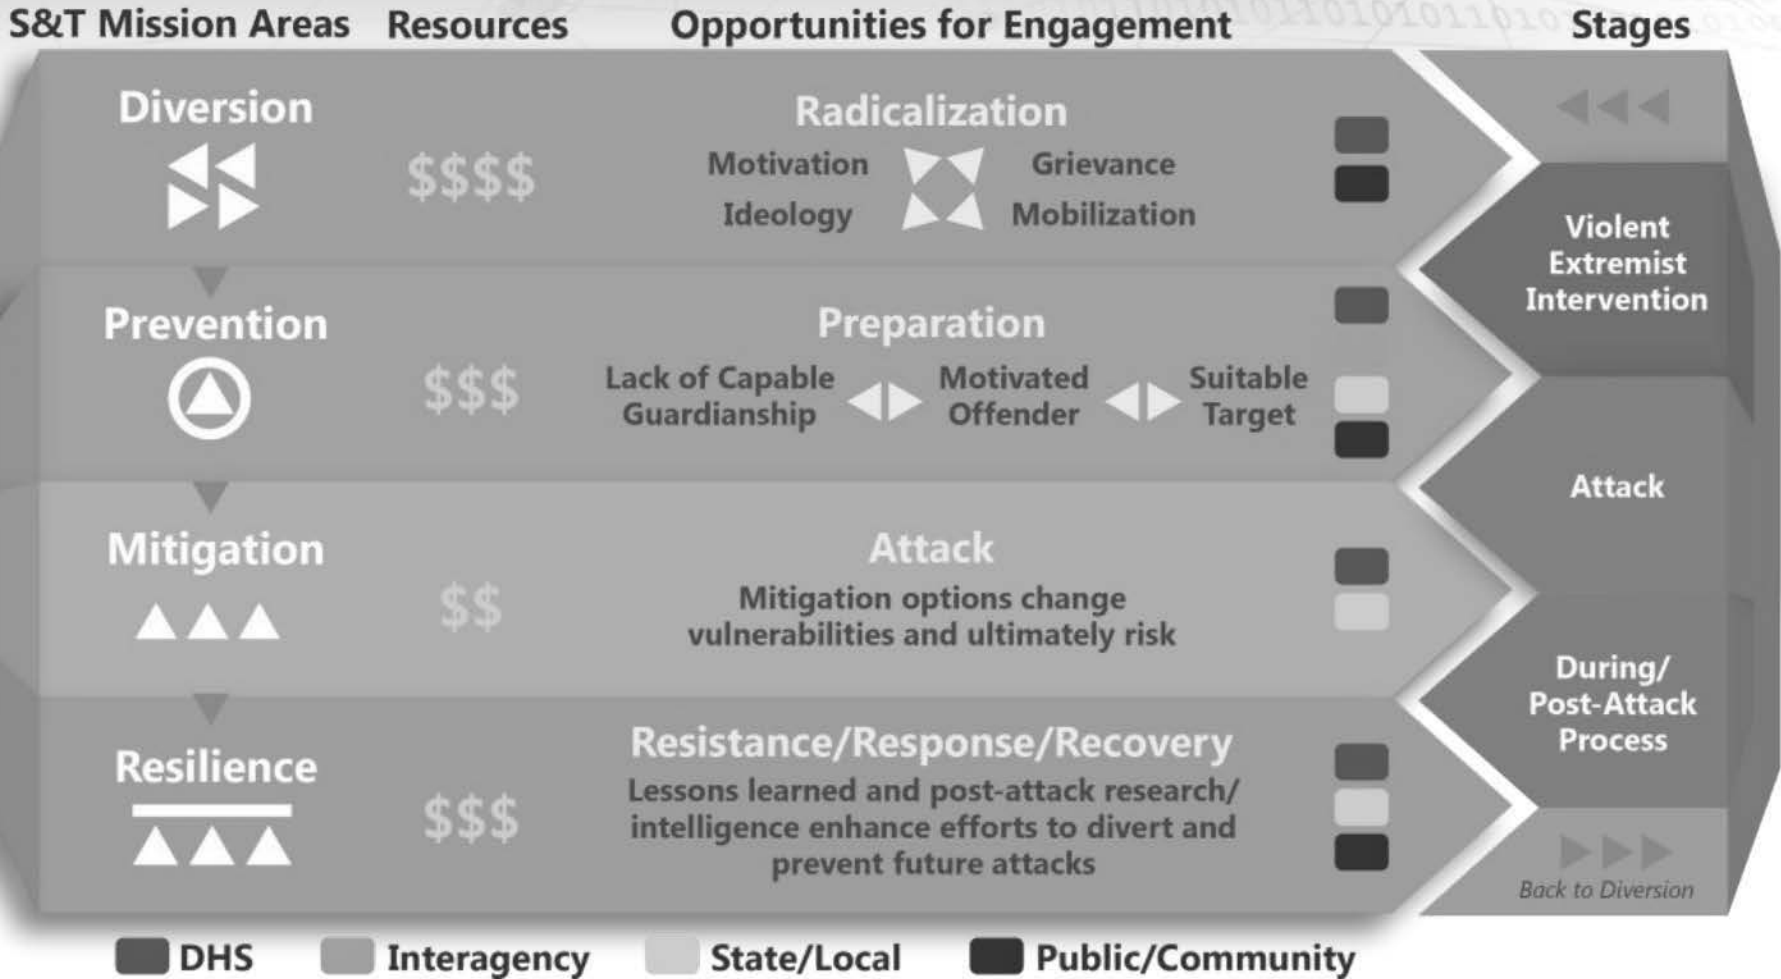 S&T Mission Areas Resources Opportunities for Engagement Stages
Diversion
$$$$
Radicalization
Motivation Grievance
Ideology Mobilization
Violent
Extremist
Intervention
Prevention
$$$
Preparation
Lack of Capable
Guardianship
Motivated
Offender
Suitable
Target
Attack
Mitigation
$$
Attack
Mitigation options change
vulnerabilities and ultimately risk
During/
Post-Attack
Process
Resilience
$$$
Resistance/Response/Recovery
Lessons learned and post-attack research/
intelligence enhance efforts to divert and
prevent future attacks
Back to Diversion
DHS Interagency State/Local Public/Community